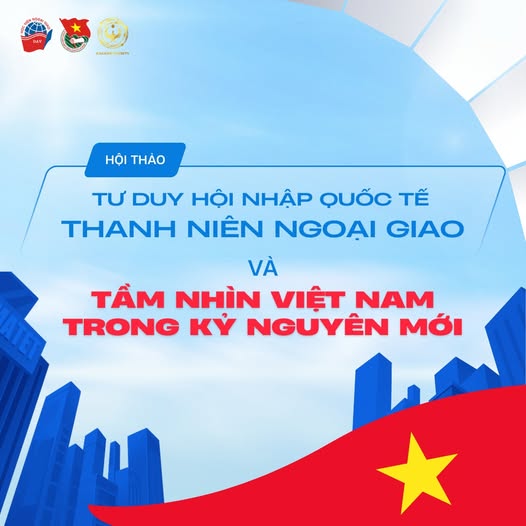 HỘI THẢO
TƯ DUY HỘI NHẬP QUỐC TẾ
THANH NIÊN NGOẠI GIAO
VÀ
TẦM NHÌN VIỆT NAM
TRONG KỶ NGUYÊN MỚI